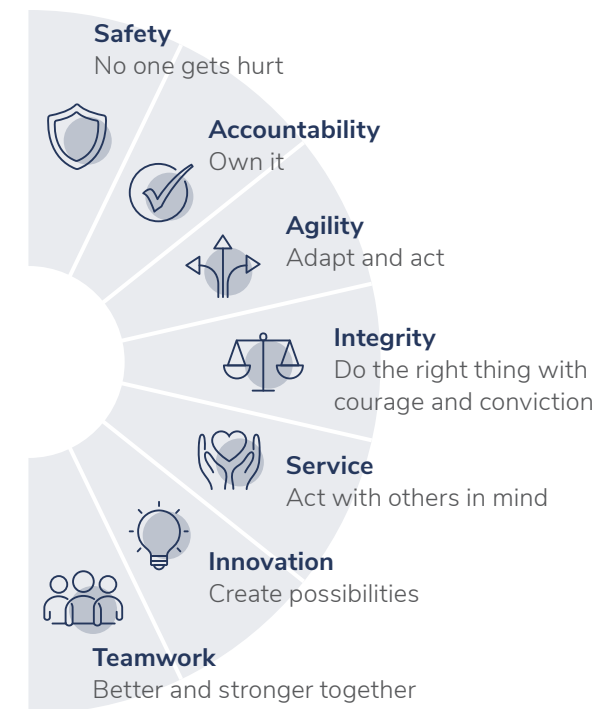 Safety
No one gets hurt
Accountability
Own it
Agility
Adapt and act
Integrity
Do the right thing with
courage and conviction
Service
Act with others in mind
Innovation
Create possibilities
Teamwork
Better and stronger together